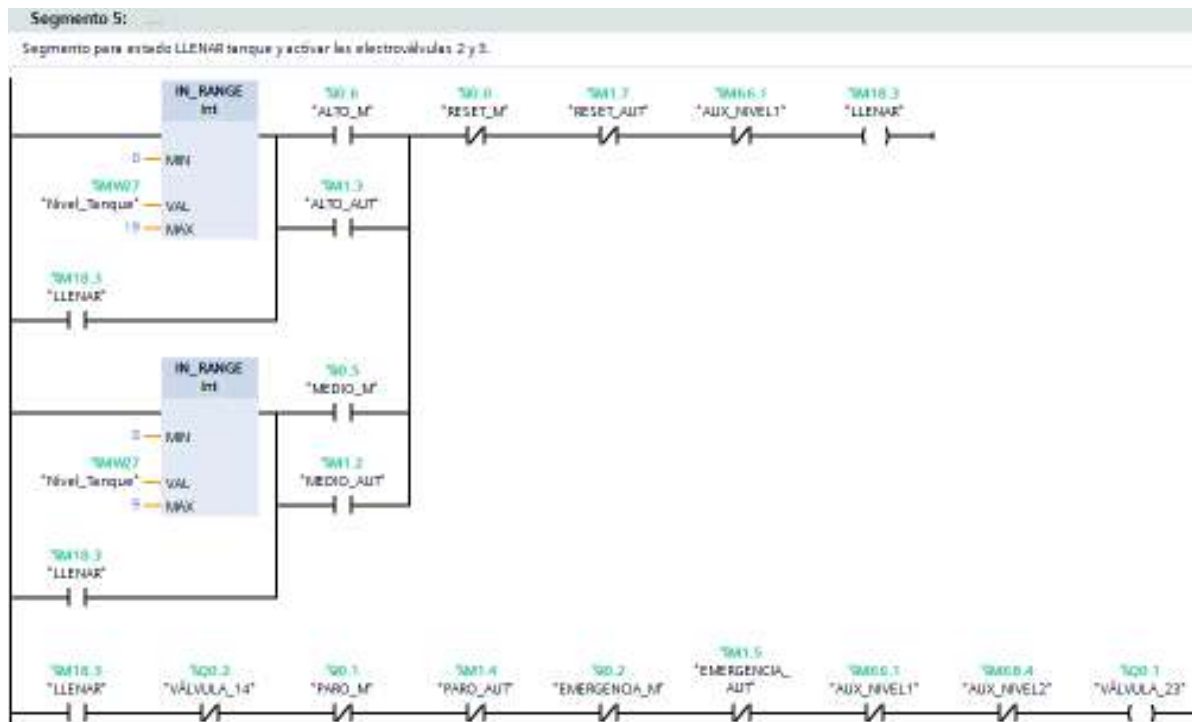 Segmento 5:
Segmento para estado LLENAR tanque y activar las electroválvulas 2 y 3.
IN_RANGE
Int
%I0.6
"ALTO_M"
%I0.0
"RESET_M"
%M1.7
"RESET_AUT"
%M66.1
"AUX_NIVEL1"
%M18.3
"LLENAR"
0
MIN
%MW27
"Nivel_Tanque"
VAL
19
MAX
%M1.3
"ALTO_AUT"
%M18.3
"LLENAR"
IN_RANGE
Int
%I0.5
"MEDIO_M"
0
MIN
%MW27
"Nivel_Tanque"
VAL
9
MAX
%M1.2
"MEDIO_AUT"
%M18.3
"LLENAR"
%M18.3
"LLENAR"
%Q0.2
"VÁLVULA_14"
%I0.1
"PARO_M"
%M1.4
"PARO_AUT"
%I0.2
"EMERGENCIA_M"
%M1.5
"EMERGENCIA_
AUT"
%M66.1
"AUX_NIVEL1"
"AUX_NIVEL2"
%Q0.1
"VÁLVULA_23"